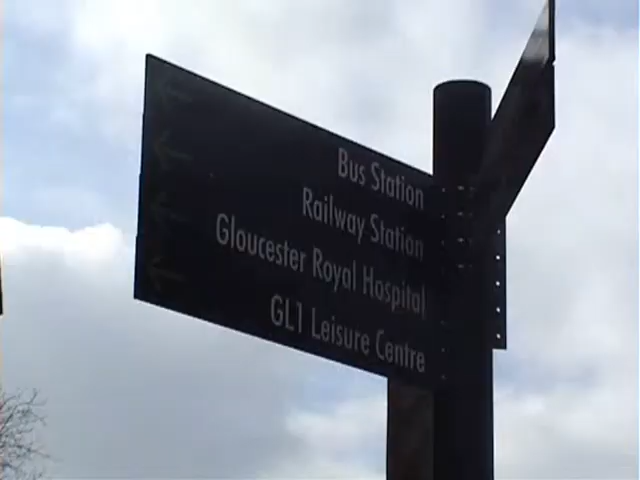 Bus Station
Railway Station
Gloucester Royal Hospital
GL1 Leisure Centre